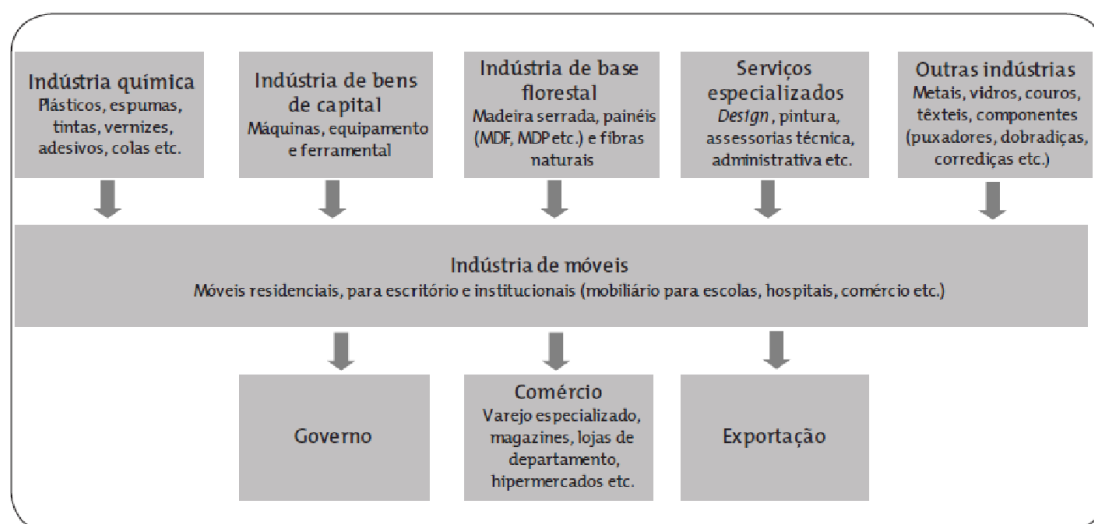 Indústria química
Plásticos, espumas,
tintas, vernizes,
adesivos, colas etc.
Indústria de bens
de capital
Máquinas, equipamento
e ferramental
Indústria de base
florestal
Madeira serrada, painéis
(MDF, MDP etc.) e fibras
naturais
Serviços
especializados
Design, pintura,
assessorias técnica,
administrativa etc.
Outras indústrias
Metais, vidros, couros,
têxteis, componentes
(puxadores, dobradiças,
corrediças etc.)
Indústria de móveis
Móveis residenciais, para escritório e institucionais (mobiliário para escolas, hospitais, comércio etc.)
Governo
Comércio
Varejo especializado,
magazines, lojas de
departamento,
hipermercados etc.
Exportação